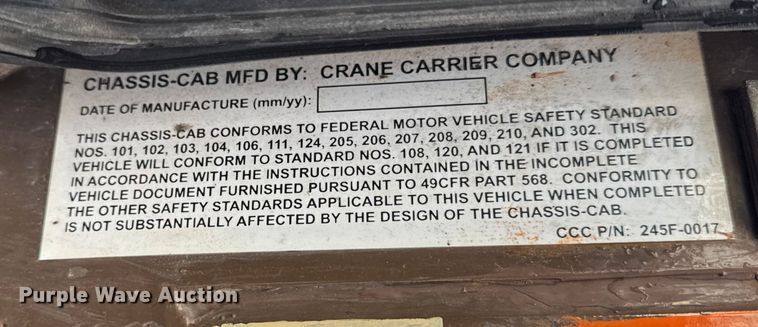 CHASSIS-CAB MFD BY: CRANE CARRIER COMPANY
DATE OF MANUFACTURE (mm/yy):
THIS CHASSIS-CAB CONFORMS TO FEDERAL MOTOR VEHICLE SAFETY STANDARD
NOS. 101, 102, 103, 104, 106, 111, 124, 205, 206, 207, 208, 209, 210, AND 302. THIS
VEHICLE WILL CONFORM TO STANDARD NOS. 108, 120, AND 121 IF IT IS COMPLETED
IN ACCORDANCE WITH THE INSTRUCTIONS CONTAINED IN THE INCOMPLETE
VEHICLE DOCUMENT FURNISHED PURSUANT TO 49CFR PART 568. CONFORMITY TO
THE OTHER SAFETY STANDARDS APPLICABLE TO THIS VEHICLE WHEN COMPLETED
IS NOT SUBSTANTIALLY AFFECTED BY THE DESIGN OF THE CHASSIS-CAB.
CCC P/N: 245F-0017
Purple Wave Auction